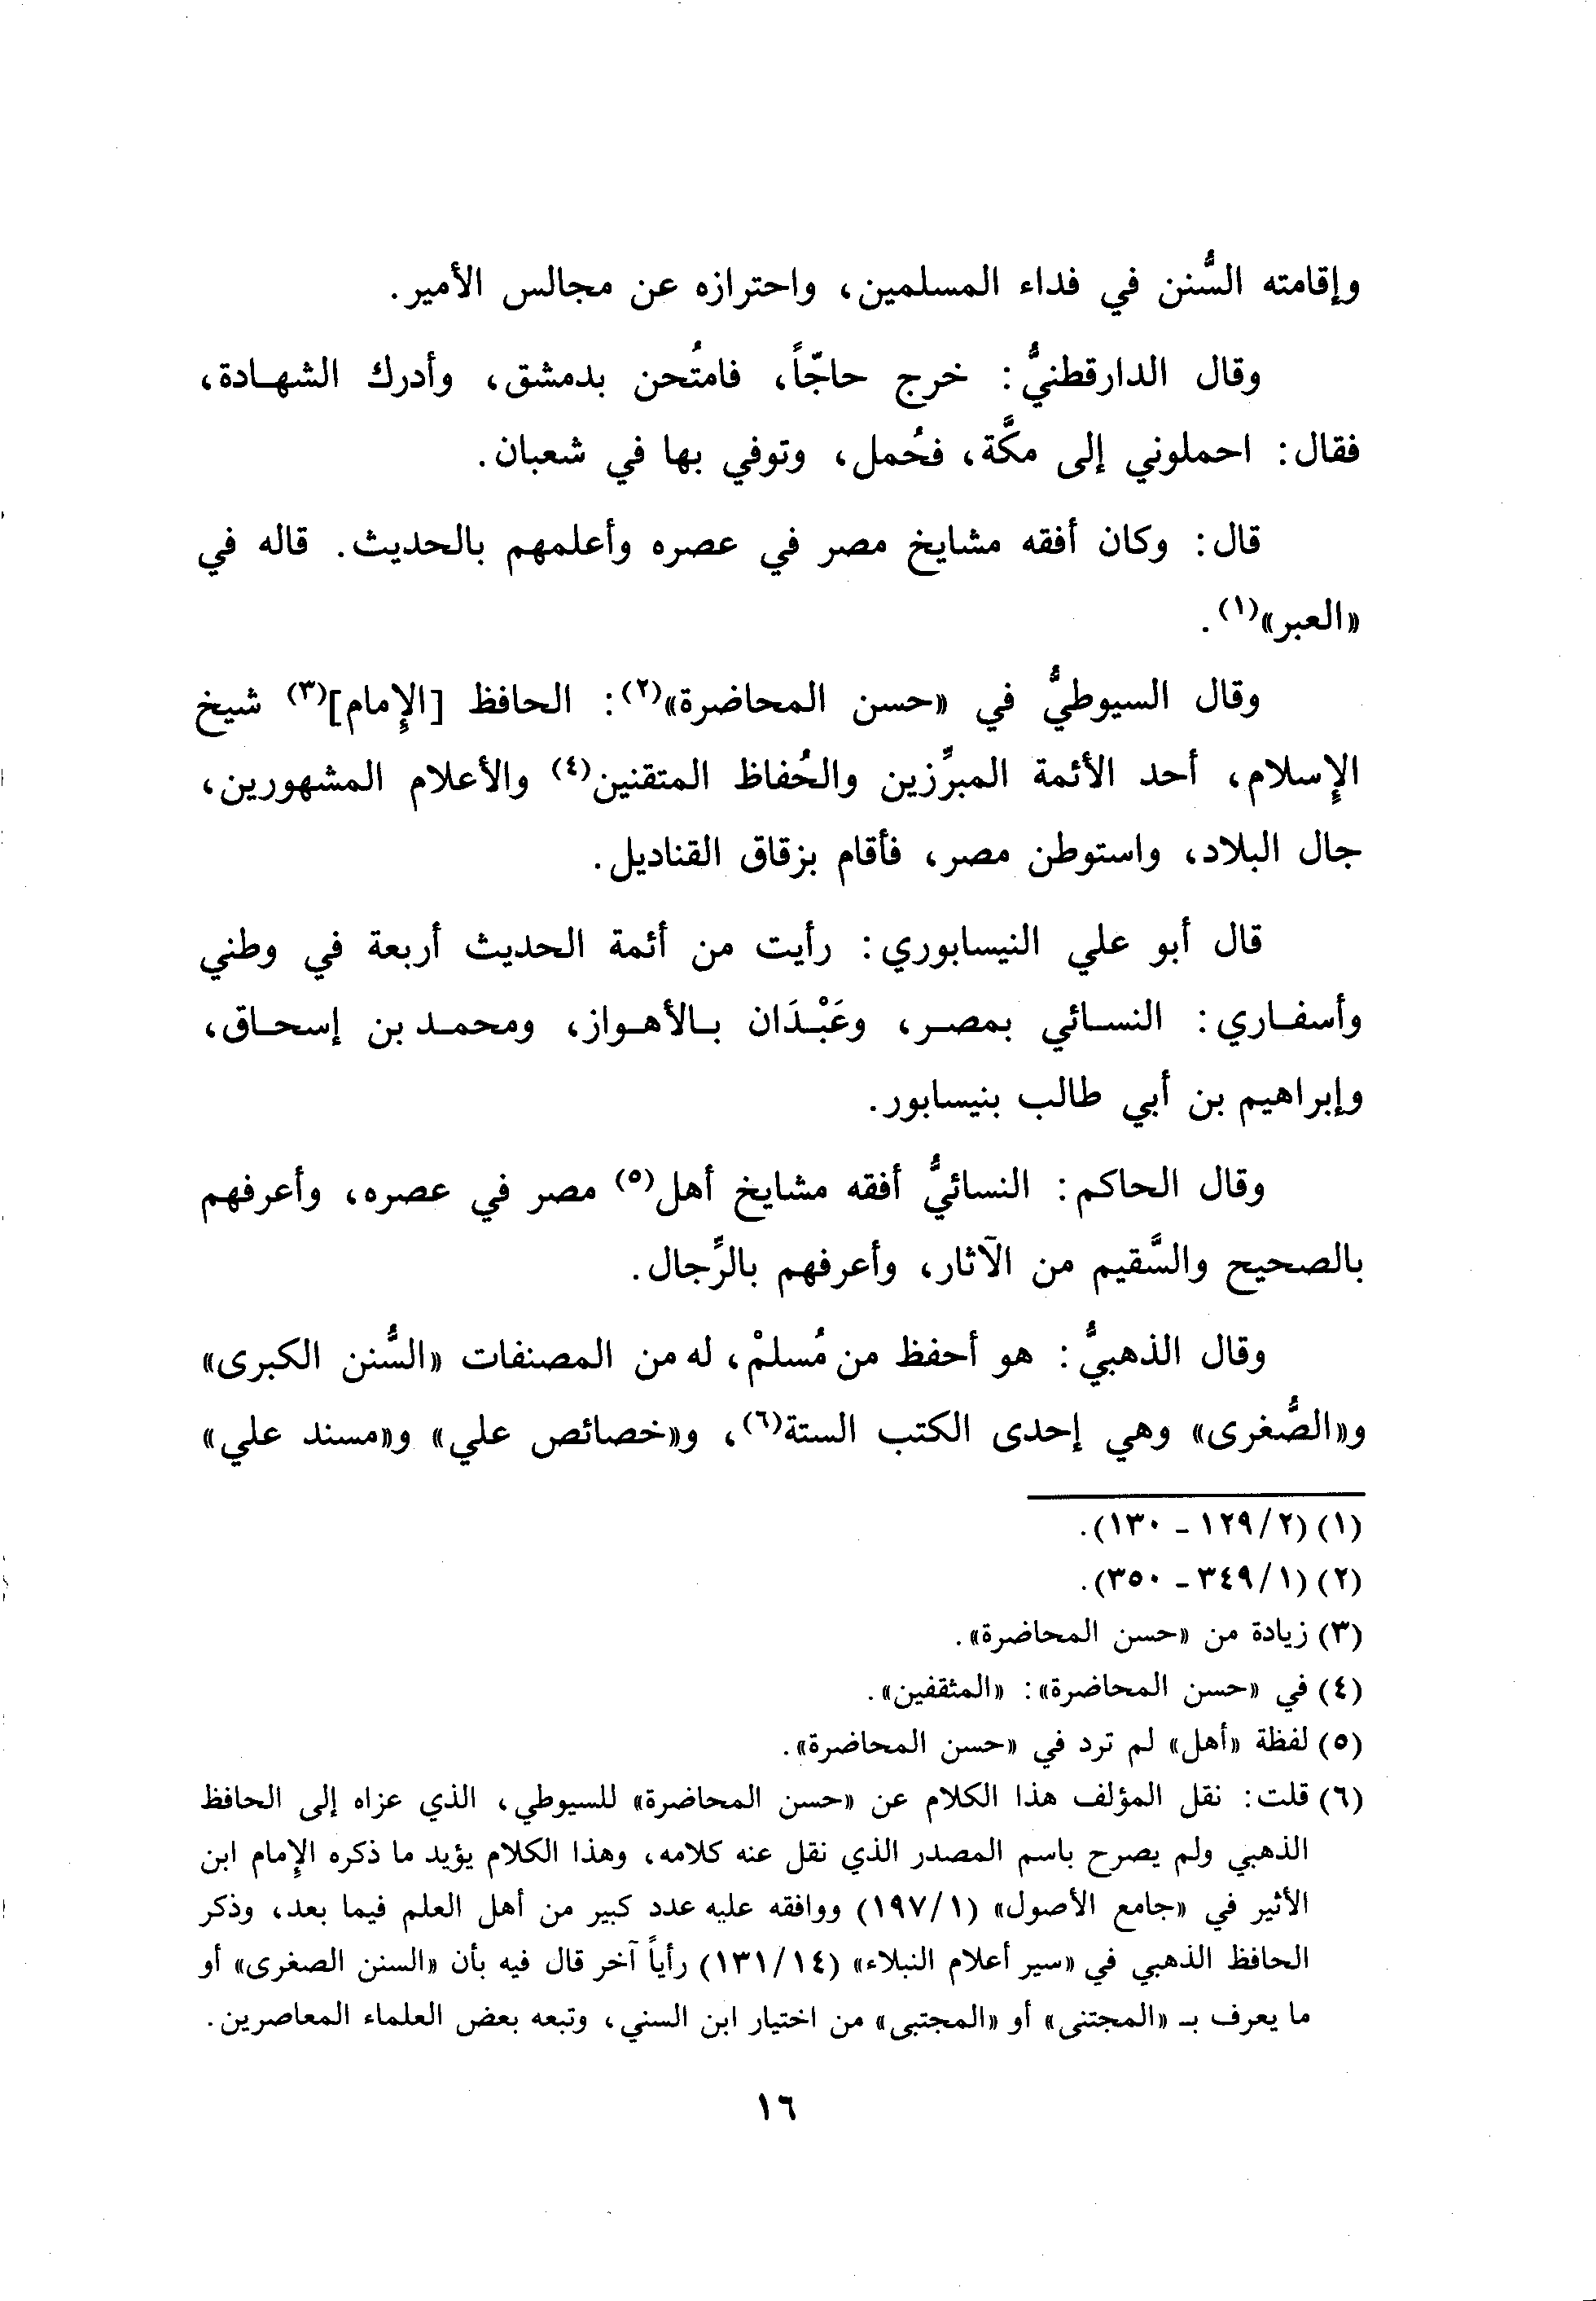 وإقامته السُّنن في فداء المسلمين، واحترازه عن مجالس الأمير.
وقال الدارقطنيُّ: خرج حاجّاً، فامتُحن بدمشق، وأدرك الشهادة،
فقال: احملوني إلى مكَّة، فحُمل، وتوفي بها في شعبان.
قال: وكان أفقه مشايخ مصر في عصره وأعلمهم بالحديث. قاله في
«العبر»(١).
وقال السيوطيُّ في «حسن المحاضرة»(٢): الحافظ [الإمام](٣) شيخ
الإسلام، أحد الأئمة المبرِّزين والحُفاظ المتقنين(٤) والأعلام المشهورين،
جال البلاد، واستوطن مصر، فأقام بزقاق القناديل.
قال أبو علي النيسابوري: رأيت من أئمة الحديث أربعة في وطني
وأسفاري: النسائي بمصر، وعَبْدَان بالأهواز، ومحمد بن إسحاق،
وإبراهيم بن أبي طالب بنيسابور.
وقال الحاكم: النسائيُّ أفقه مشايخ أهل(٥) مصر في عصره، وأعرفهم
بالصحيح والسَّقيم من الآثار، وأعرفهم بالرِّجال.
وقال الذهبيُّ: هو أحفظ من مُسلمْ، له من المصنفات «السُّنن الكبرى»
و«الصُّغرى» وهي إحدى الكتب الستة(٦)، و«خصائص علي» و«مسند علي»
(١) (١٢٩/٢ - ١٣٠).
(٢) (٣٤٩/١ - ٣٥٠).
(٣) زيادة من «حسن المحاضرة».
(٤) في «حسن المحاضرة»: «المثقفين».
(٥) لفظة «أهل» لم ترد في «حسن المحاضرة».
(٦) قلت: نقل المؤلف هذا الكلام عن «حسن المحاضرة» للسيوطي، الذي عزاه إلى الحافظ
الذهبي ولم يصرح باسم المصدر الذي نقل عنه كلامه، وهذا الكلام يؤيد ما ذكره الإمام ابن
الأثير في «جامع الأصول» (١٩٧/١) ووافقه عليه عدد كبير من أهل العلم فيما بعد، وذكر
الحافظ الذهبي في «سير أعلام النبلاء» (١٣١/١٤) رأياً آخر قال فيه بأن «السنن الصغرى» أو
ما يعرف بـ «المجتنى» أو «المجتبى» من اختيار ابن السني، وتبعه بعض العلماء المعاصرين.
١٦